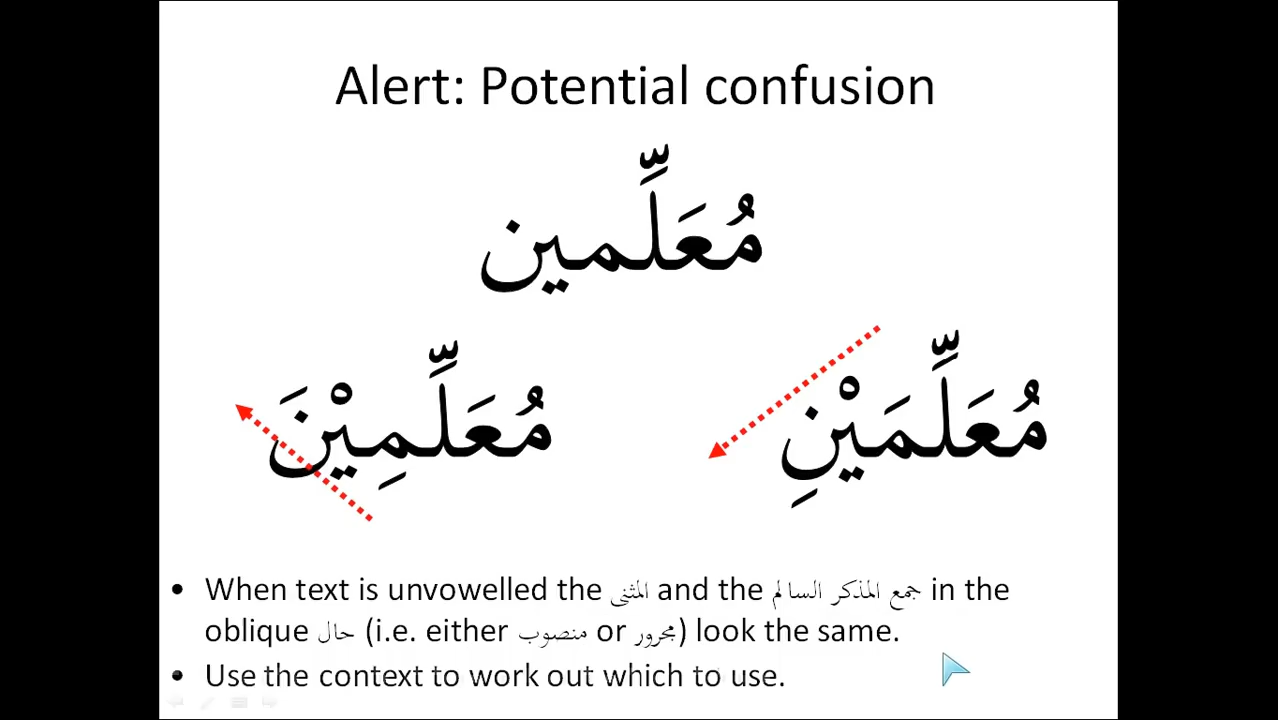 Alert: Potential confusion
مُعَلِّمين
مُعَلِّمَيْنِ
مُعَلِّمِيْنَ
• When text is unvowelled the المثنى and the جمع المذكر السالم in the
oblique حال (i.e. either منصوب or مجرور) look the same.
• Use the context to work out which to use.